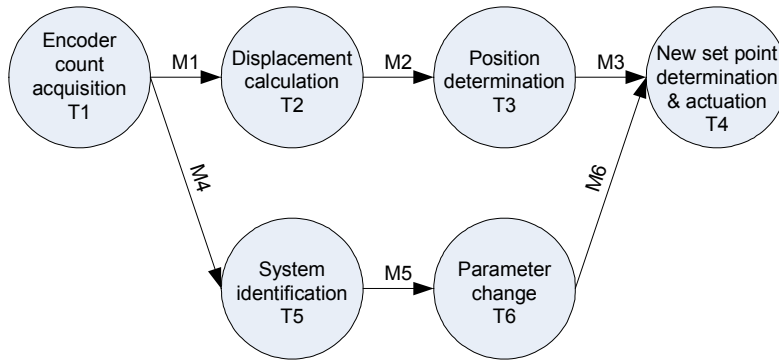 Encoder
count
acquisition
T1
M1
Displacement
calculation
T2
M2
Position
determination
T3
M3
New set point
determination
& actuation
T4
M4
M6
System
identification
T5
M5
Parameter
change
T6